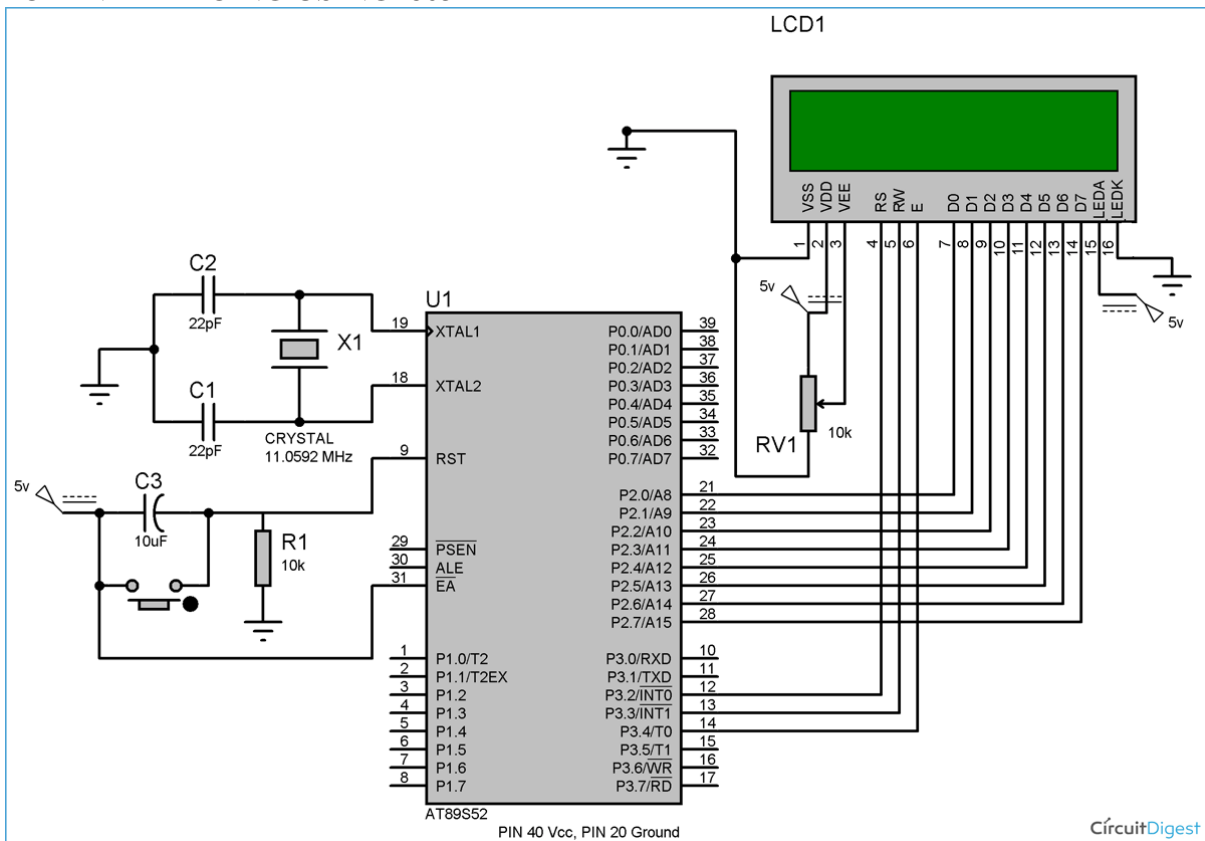 LCD1
VSS
VDD
VEE
RS
RW
E
D0
D1
D2
D3
D4
D5
D6
D7
LEDA
LEDK
1
2
3
4
5
6
7
8
9
10
11
12
13
14
15
16
5v
5v
RV1
10k
C2
22pF
X1
C1
22pF
CRYSTAL
11.0592 MHz
5v
C3
10uF
R1
10k
U1
19 XTAL1
18 XTAL2
9 RST
29 PSEN
30 ALE
31 EA
1 P1.0/T2
2 P1.1/T2EX
3 P1.2
4 P1.3
5 P1.4
6 P1.5
7 P1.6
8 P1.7
P0.0/AD0 39
P0.1/AD1 38
P0.2/AD2 37
P0.3/AD3 36
P0.4/AD4 35
P0.5/AD5 34
P0.6/AD6 33
P0.7/AD7 32
P2.0/A8 21
P2.1/A9 22
P2.2/A10 23
P2.3/A11 24
P2.4/A12 25
P2.5/A13 26
P2.6/A14 27
P2.7/A15 28
P3.0/RXD 10
P3.1/TXD 11
P3.2/INT0 12
P3.3/INT1 13
P3.4/T0 14
P3.5/T1 15
P3.6/WR 16
P3.7/RD 17
AT89S52
PIN 40 Vcc, PIN 20 Ground
CircuitDigest